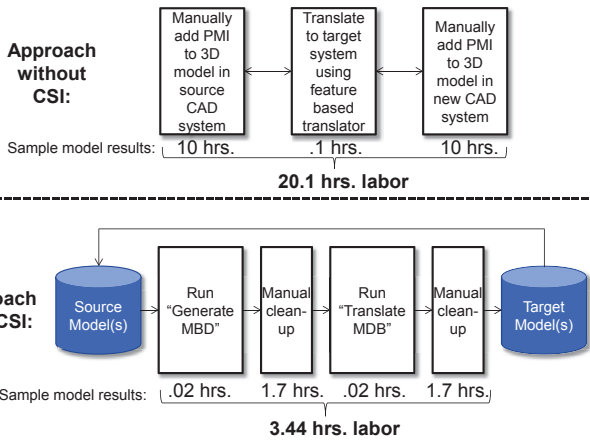 Approach
without
CSI:
Manually
add PMI
to 3D
model in
source
CAD
system
Translate
to target
system
using
feature
based
translator
Manually
add PMI
to 3D
model in
new CAD
system
Sample model results:
10 hrs.
.1 hrs.
10 hrs.
20.1 hrs. labor
oach
CSI:
Source
Model(s)
Run
“Generate
MBD”
Manual
clean-
up
Run
“Translate
MDB”
Manual
clean-
up
Target
Model(s)
Sample model results:
.02 hrs.
1.7 hrs.
.02 hrs.
1.7 hrs.
3.44 hrs. labor